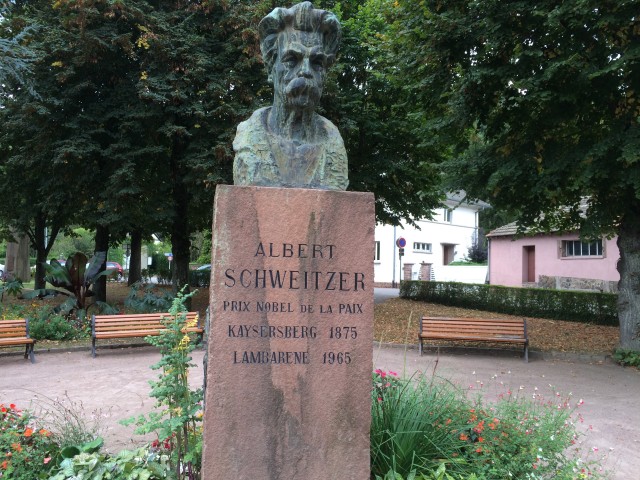 ALBERT
SCHWEITZER
PRIX NOBEL DE LA PAIX
KAYSERSBERG 1875
LAMBARENE 1965